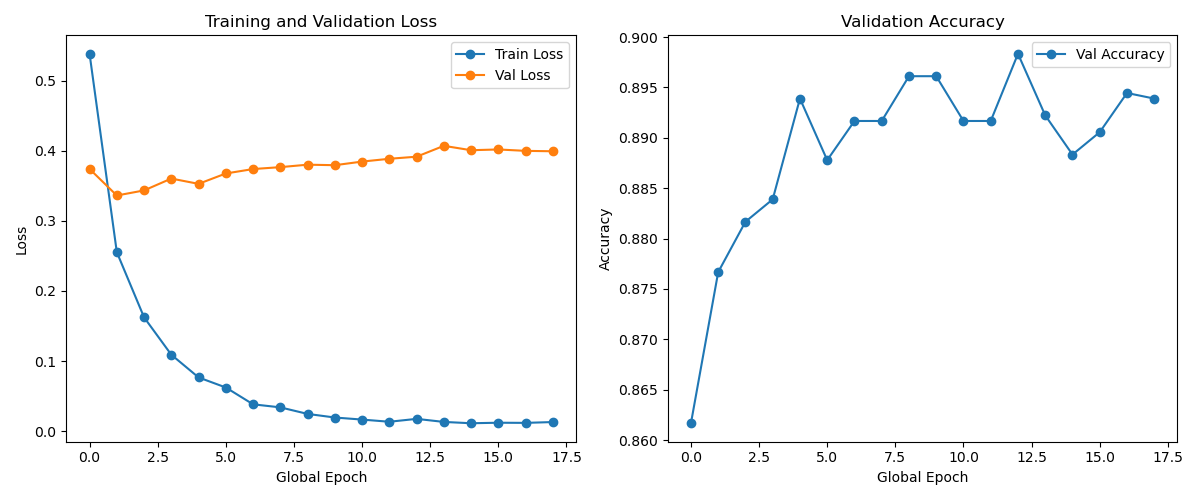 Training and Validation Loss
Train Loss
Val Loss
0.5
0.4
0.3
0.2
0.1
0.0
Loss
0.0 2.5 5.0 7.5 10.0 12.5 15.0 17.5
Global Epoch
Validation Accuracy
Val Accuracy
0.900
0.895
0.890
0.885
0.880
0.875
0.870
0.865
0.860
Accuracy
0.0 2.5 5.0 7.5 10.0 12.5 15.0 17.5
Global Epoch